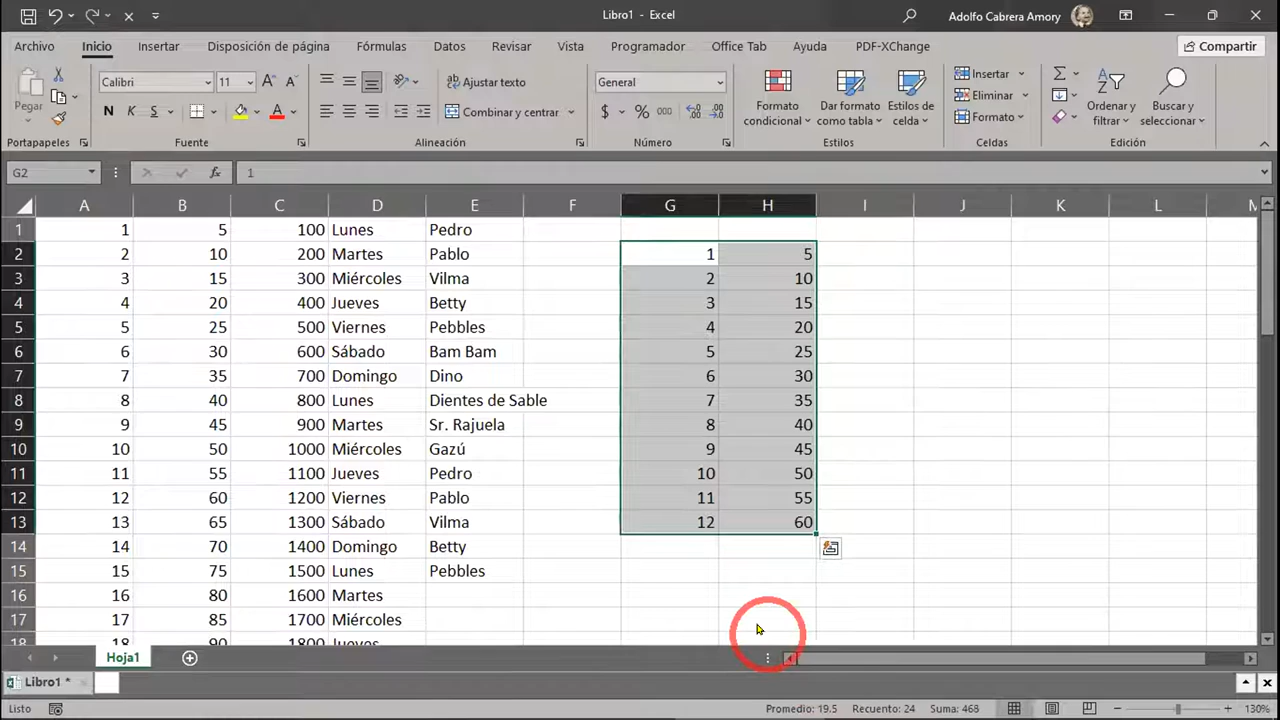 Libro1 - Excel
Adolfo Cabrera Amory
Archivo Inicio Insertar Disposición de página Fórmulas Datos Revisar Vista Programador Office Tab Ayuda PDF-XChange Compartir
Pegar
Calibri 11
N K S A
Ajustar texto
Combinar y centrar
General
$ % 000
Formato condicional
Dar formato como tabla
Estilos de celda
Insertar
Eliminar
Formato
Ordenar y filtrar
Buscar y seleccionar
Portapapeles Fuente Alineación Número Estilos Celdas Edición
G2 fx 1
A B C D E F G H I J K L M
1 1 5 100 Lunes Pedro
2 2 10 200 Martes Pablo 1 5
3 3 15 300 Miércoles Vilma 2 10
4 4 20 400 Jueves Betty 3 15
5 5 25 500 Viernes Pebbles 4 20
6 6 30 600 Sábado Bam Bam 5 25
7 7 35 700 Domingo Dino 6 30
8 8 40 800 Lunes Dientes de Sable 7 35
9 9 45 900 Martes Sr. Rajuela 8 40
10 10 50 1000 Miércoles Gazú 9 45
11 11 55 1100 Jueves Pedro 10 50
12 12 60 1200 Viernes Pablo 11 55
13 13 65 1300 Sábado Vilma 12 60
14 14 70 1400 Domingo Betty
15 15 75 1500 Lunes Pebbles
16 16 80 1600 Martes
17 17 85 1700 Miércoles
18 18 90 1800 Jueves
Hoja1
Libro1 *
Listo Promedio: 19.5 Recuento: 24 Suma: 468 130%